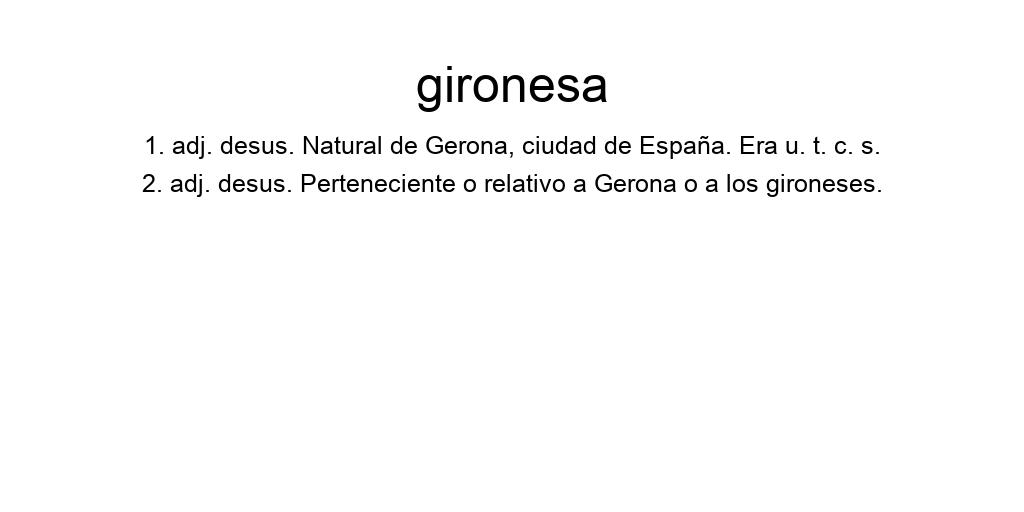 gironesa
1. adj. desus. Natural de Gerona, ciudad de España. Era u. t. c. s.
2. adj. desus. Perteneciente o relativo a Gerona o a los gironeses.